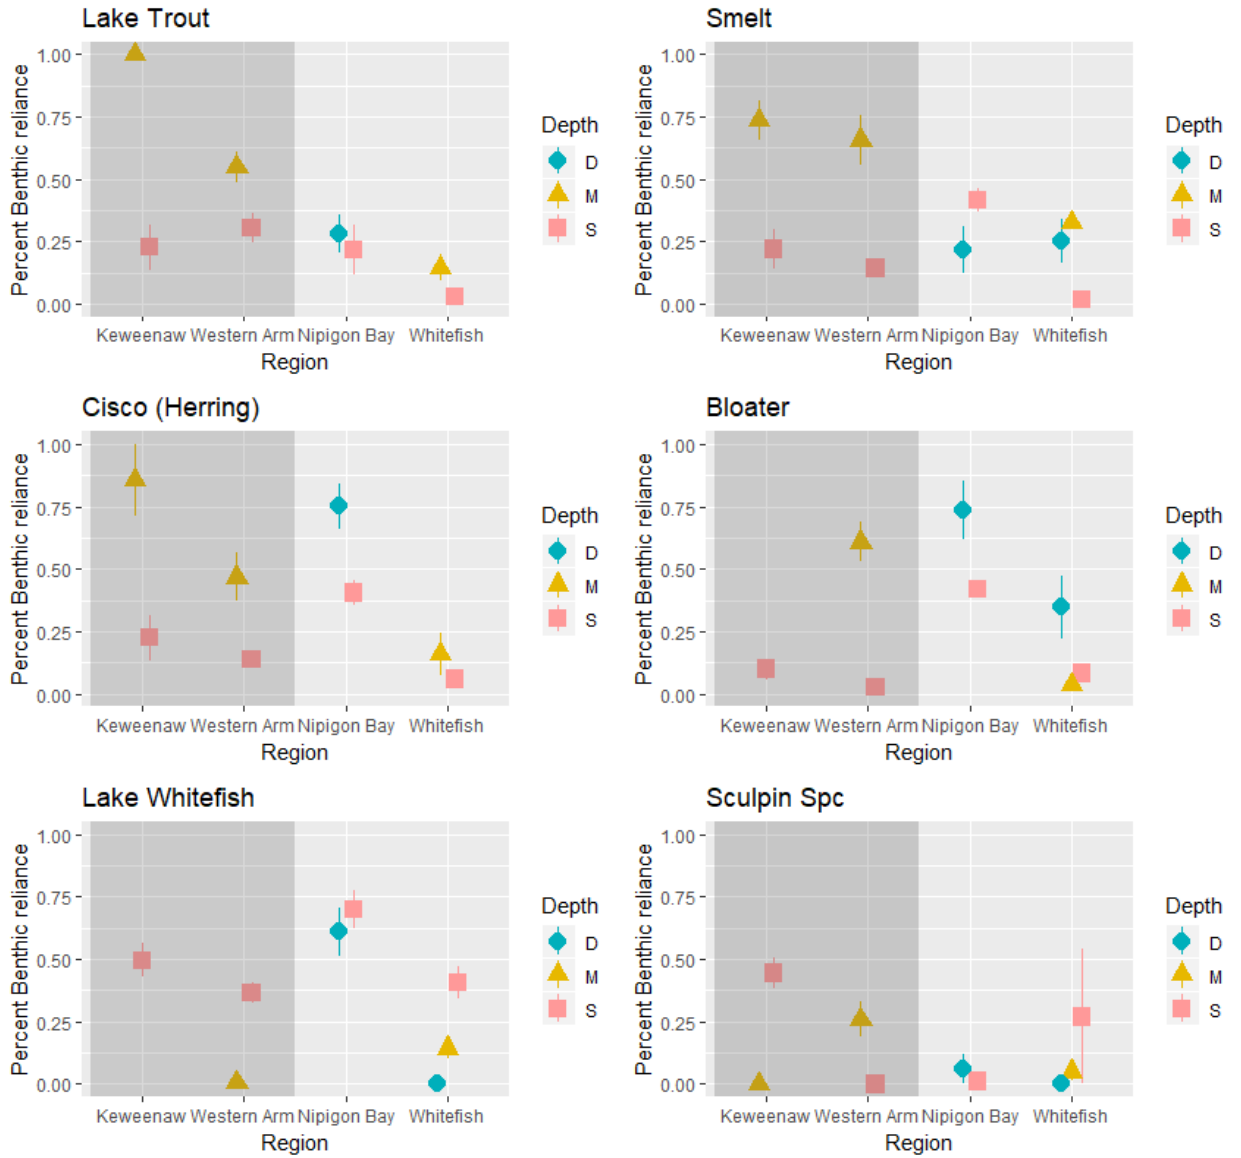 Lake Trout
Percent Benthic reliance
1.00
0.75
0.50
0.25
0.00
Keweenaw Western Arm Nipigon Bay Whitefish
Region
Depth
D
M
S
Smelt
Percent Benthic reliance
1.00
0.75
0.50
0.25
0.00
Keweenaw Western Arm Nipigon Bay Whitefish
Region
Depth
D
M
S
Cisco (Herring)
Percent Benthic reliance
1.00
0.75
0.50
0.25
0.00
Keweenaw Western Arm Nipigon Bay Whitefish
Region
Depth
D
M
S
Bloater
Percent Benthic reliance
1.00
0.75
0.50
0.25
0.00
Keweenaw Western Arm Nipigon Bay Whitefish
Region
Depth
D
M
S
Lake Whitefish
Percent Benthic reliance
1.00
0.75
0.50
0.25
0.00
Keweenaw Western Arm Nipigon Bay Whitefish
Region
Depth
D
M
S
Sculpin Spc
Percent Benthic reliance
1.00
0.75
0.50
0.25
0.00
Keweenaw Western Arm Nipigon Bay Whitefish
Region
Depth
D
M
S